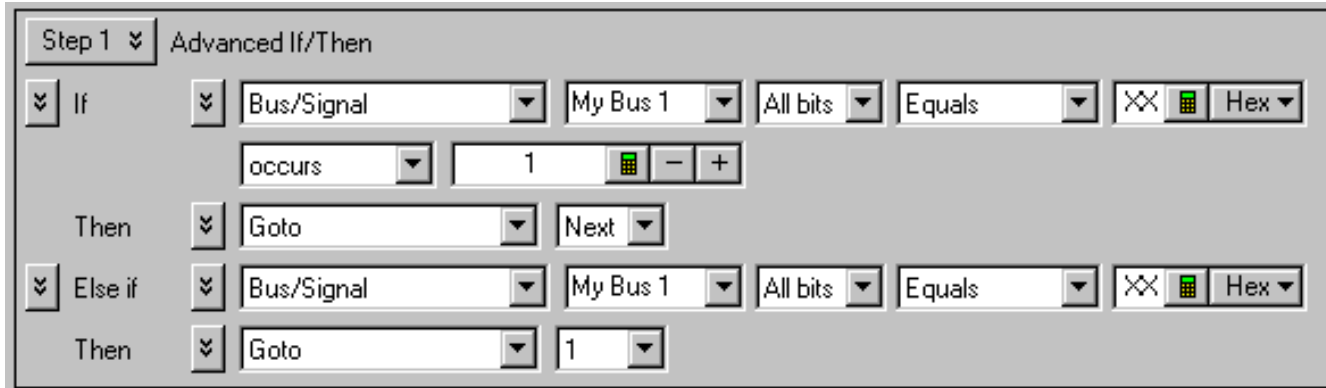 Step 1 Advanced If/Then
If Bus/Signal My Bus 1 All bits Equals XX Hex
occurs 1 − +
Then Goto Next
Else if Bus/Signal My Bus 1 All bits Equals XX Hex
Then Goto 1